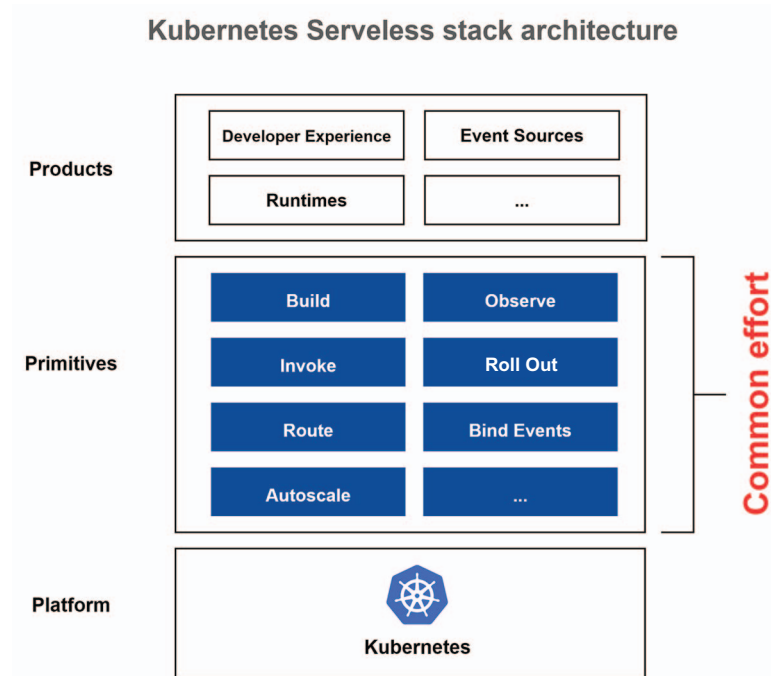 Kubernetes Serveless stack architecture
Products
Developer Experience
Event Sources
Runtimes
...
Primitives
Build
Observe
Invoke
Roll Out
Route
Bind Events
Autoscale
...
Common effort
Platform
Kubernetes